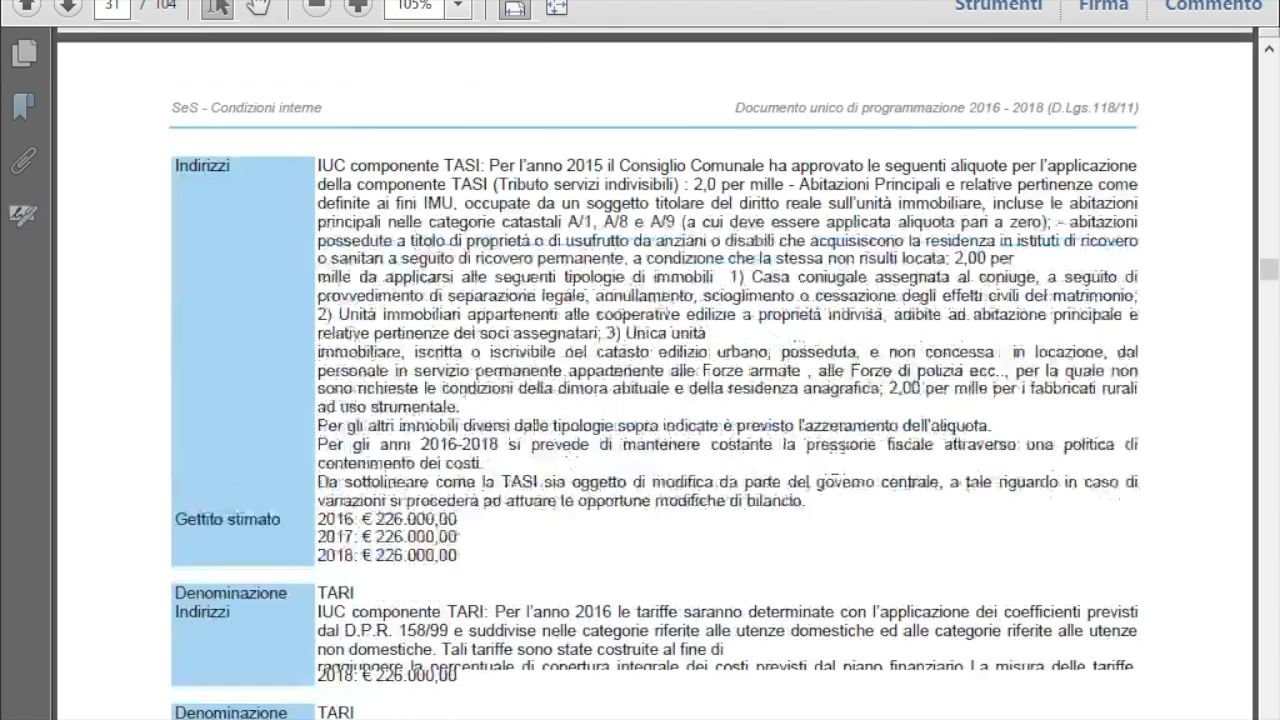 31 / 104
105%
Strumenti Firma Commento
SeS - Condizioni interne Documento unico di programmazione 2016 - 2018 (D.Lgs.118/11)
Indirizzi IUC componente TASI: Per l'anno 2015 il Consiglio Comunale ha approvato le seguenti aliquote per l'applicazione
della componente TASI (Tributo servizi indivisibili) : 2,0 per mille - Abitazioni Principali e relative pertinenze come
definite ai fini IMU, occupate da un soggetto titolare del diritto reale sull'unità immobiliare, incluse le abitazioni
principali nelle categorie catastali A/1, A/8 e A/9 (a cui deve essere applicata aliquota pari a zero); - abitazioni
possedute a titolo di proprietà o di usufrutto da anziani o disabili che acquisiscono la residenza in istituti di ricovero
o sanitari a seguito di ricovero permanente, a condizione che la stessa non risulti locata; 2,00 per
mille da applicarsi alle seguenti tipologie di immobili 1) Casa coniugale assegnata al coniuge, a seguito di
provvedimento di separazione legale, annullamento, scioglimento o cessazione degli effetti civili del matrimonio;
2) Unità immobiliari appartenenti alle cooperative edilizie a proprietà indivisa, adibite ad abitazione principale e
relative pertinenze dei soci assegnatari; 3) Unica unità
immobiliare, iscritta o iscrivibile nel catasto edilizio urbano, posseduta, e non concessa in locazione, dal
personale in servizio permanente appartenente alle Forze armate , alle Forze di polizia ecc.., per la quale non
sono richieste le condizioni della dimora abituale e della residenza anagrafica; 2,00 per mille per i fabbricati rurali
ad uso strumentale.
Per gli altri immobili diversi dalle tipologie sopra indicate è previsto l'azzeramento dell'aliquota.
Per gli anni 2016-2018 si prevede di mantenere costante la pressione fiscale attraverso una politica di
contenimento dei costi.
Da sottolineare come la TASI sia oggetto di modifica da parte del governo centrale, a tale riguardo in caso di
variazioni si procederà ad attuare le opportune modifiche di bilancio.
Gettito stimato 2016: € 226.000,00
2017: € 226.000,00
2018: € 226.000,00
Denominazione TARI
Indirizzi IUC componente TARI: Per l'anno 2016 le tariffe saranno determinate con l'applicazione dei coefficienti previsti
dal D.P.R. 158/99 e suddivise nelle categorie riferite alle utenze domestiche ed alle categorie riferite alle utenze
non domestiche. Tali tariffe sono state costruite al fine di
raggiungere la percentuale di copertura integrale dei costi previsti dal piano finanziario La misura delle tariffe,
2018: € 226.000,00
Denominazione TARI